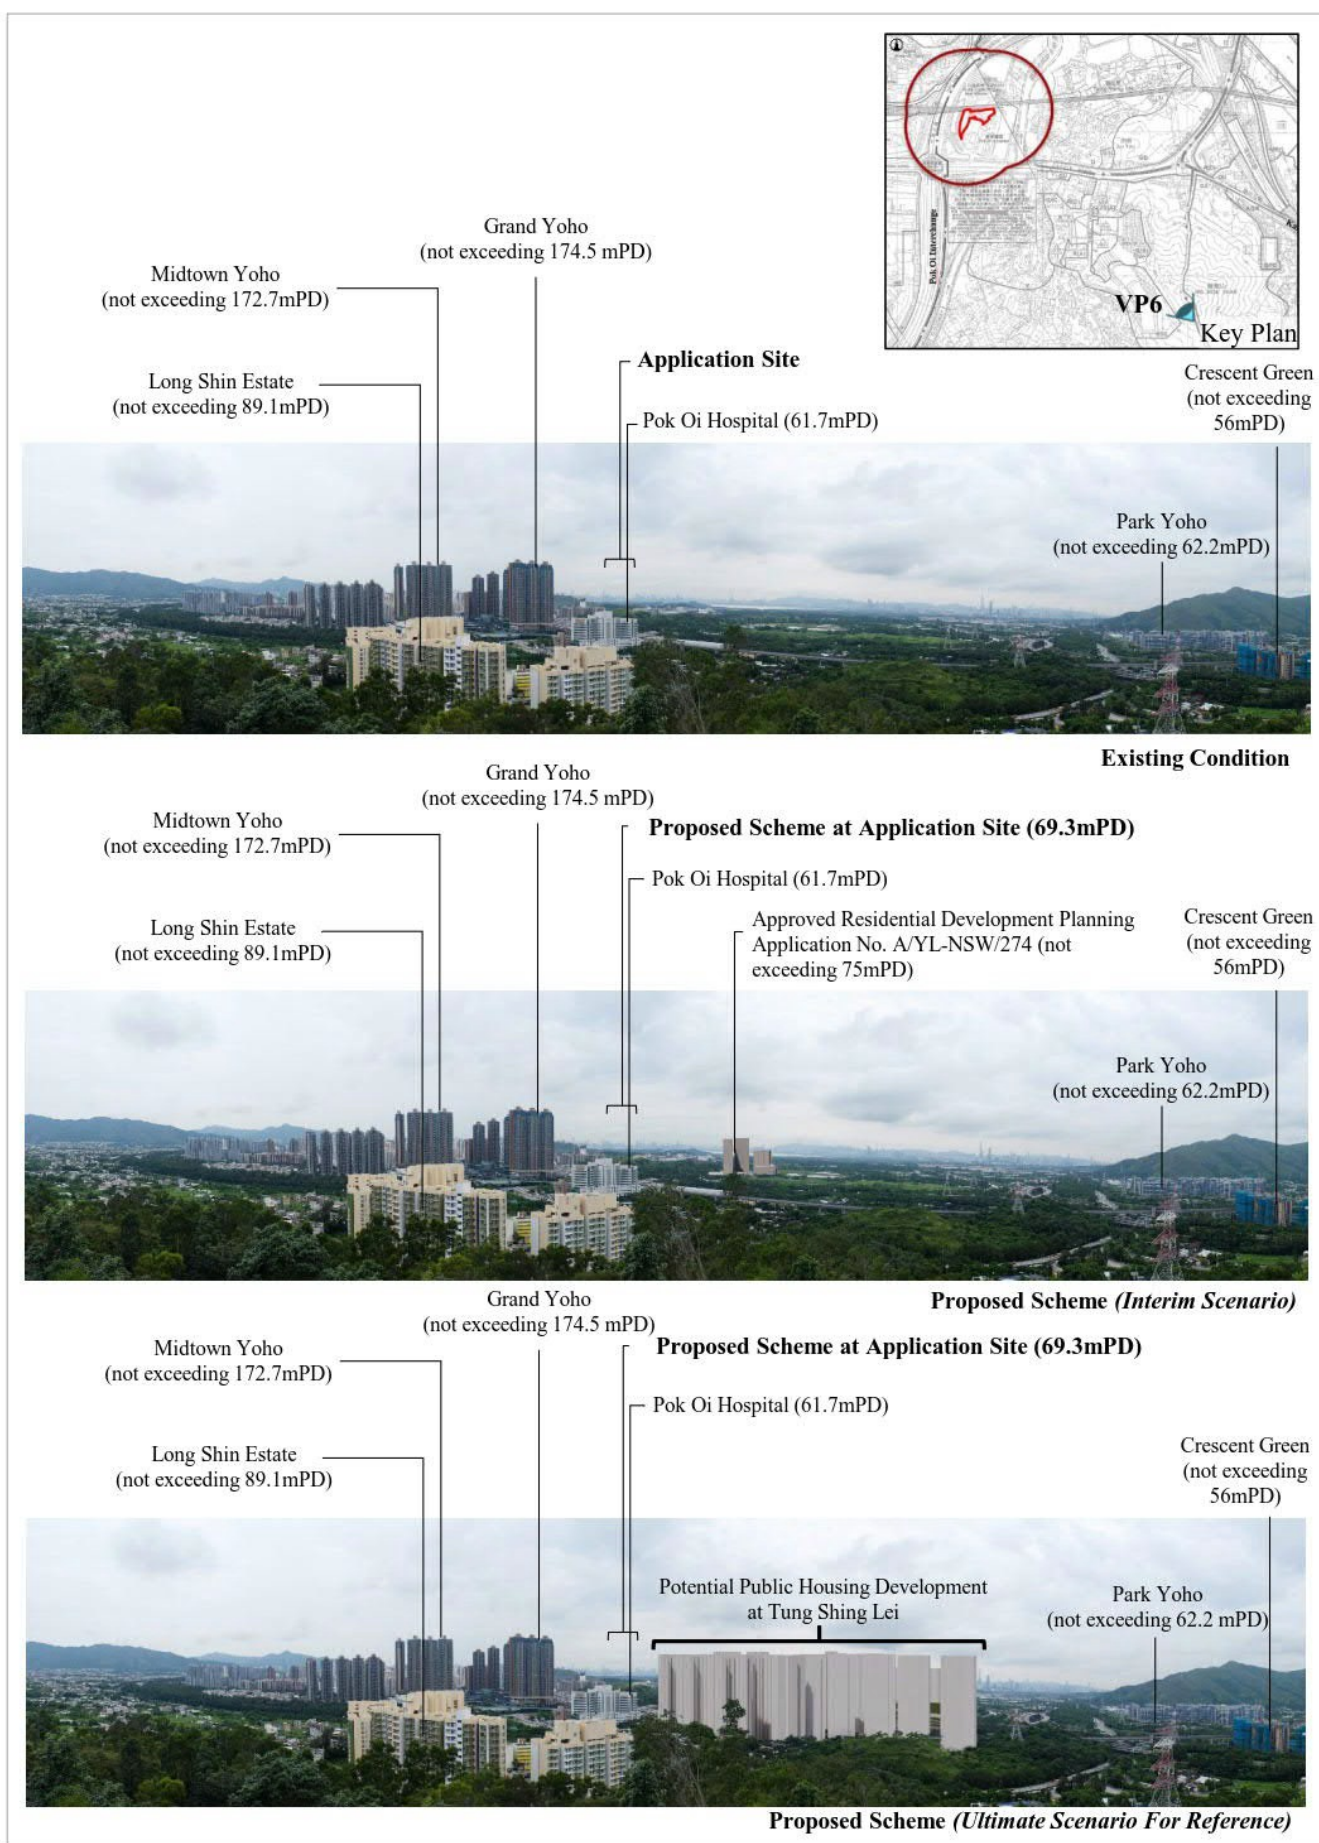 Pok Oi Interchange
VP6
Key Plan
Grand Yoho
(not exceeding 174.5 mPD)
Midtown Yoho
(not exceeding 172.7mPD)
Long Shin Estate
(not exceeding 89.1mPD)
Application Site
Pok Oi Hospital (61.7mPD)
Crescent Green
(not exceeding
56mPD)
Park Yoho
(not exceeding 62.2mPD)
Existing Condition
Grand Yoho
(not exceeding 174.5 mPD)
Midtown Yoho
(not exceeding 172.7mPD)
Proposed Scheme at Application Site (69.3mPD)
Pok Oi Hospital (61.7mPD)
Long Shin Estate
(not exceeding 89.1mPD)
Approved Residential Development Planning
Application No. A/YL-NSW/274 (not
exceeding 75mPD)
Crescent Green
(not exceeding
56mPD)
Park Yoho
(not exceeding 62.2mPD)
Proposed Scheme (Interim Scenario)
Grand Yoho
(not exceeding 174.5 mPD)
Midtown Yoho
(not exceeding 172.7mPD)
Proposed Scheme at Application Site (69.3mPD)
Pok Oi Hospital (61.7mPD)
Long Shin Estate
(not exceeding 89.1mPD)
Crescent Green
(not exceeding
56mPD)
Potential Public Housing Development
at Tung Shing Lei
Park Yoho
(not exceeding 62.2 mPD)
Proposed Scheme (Ultimate Scenario For Reference)